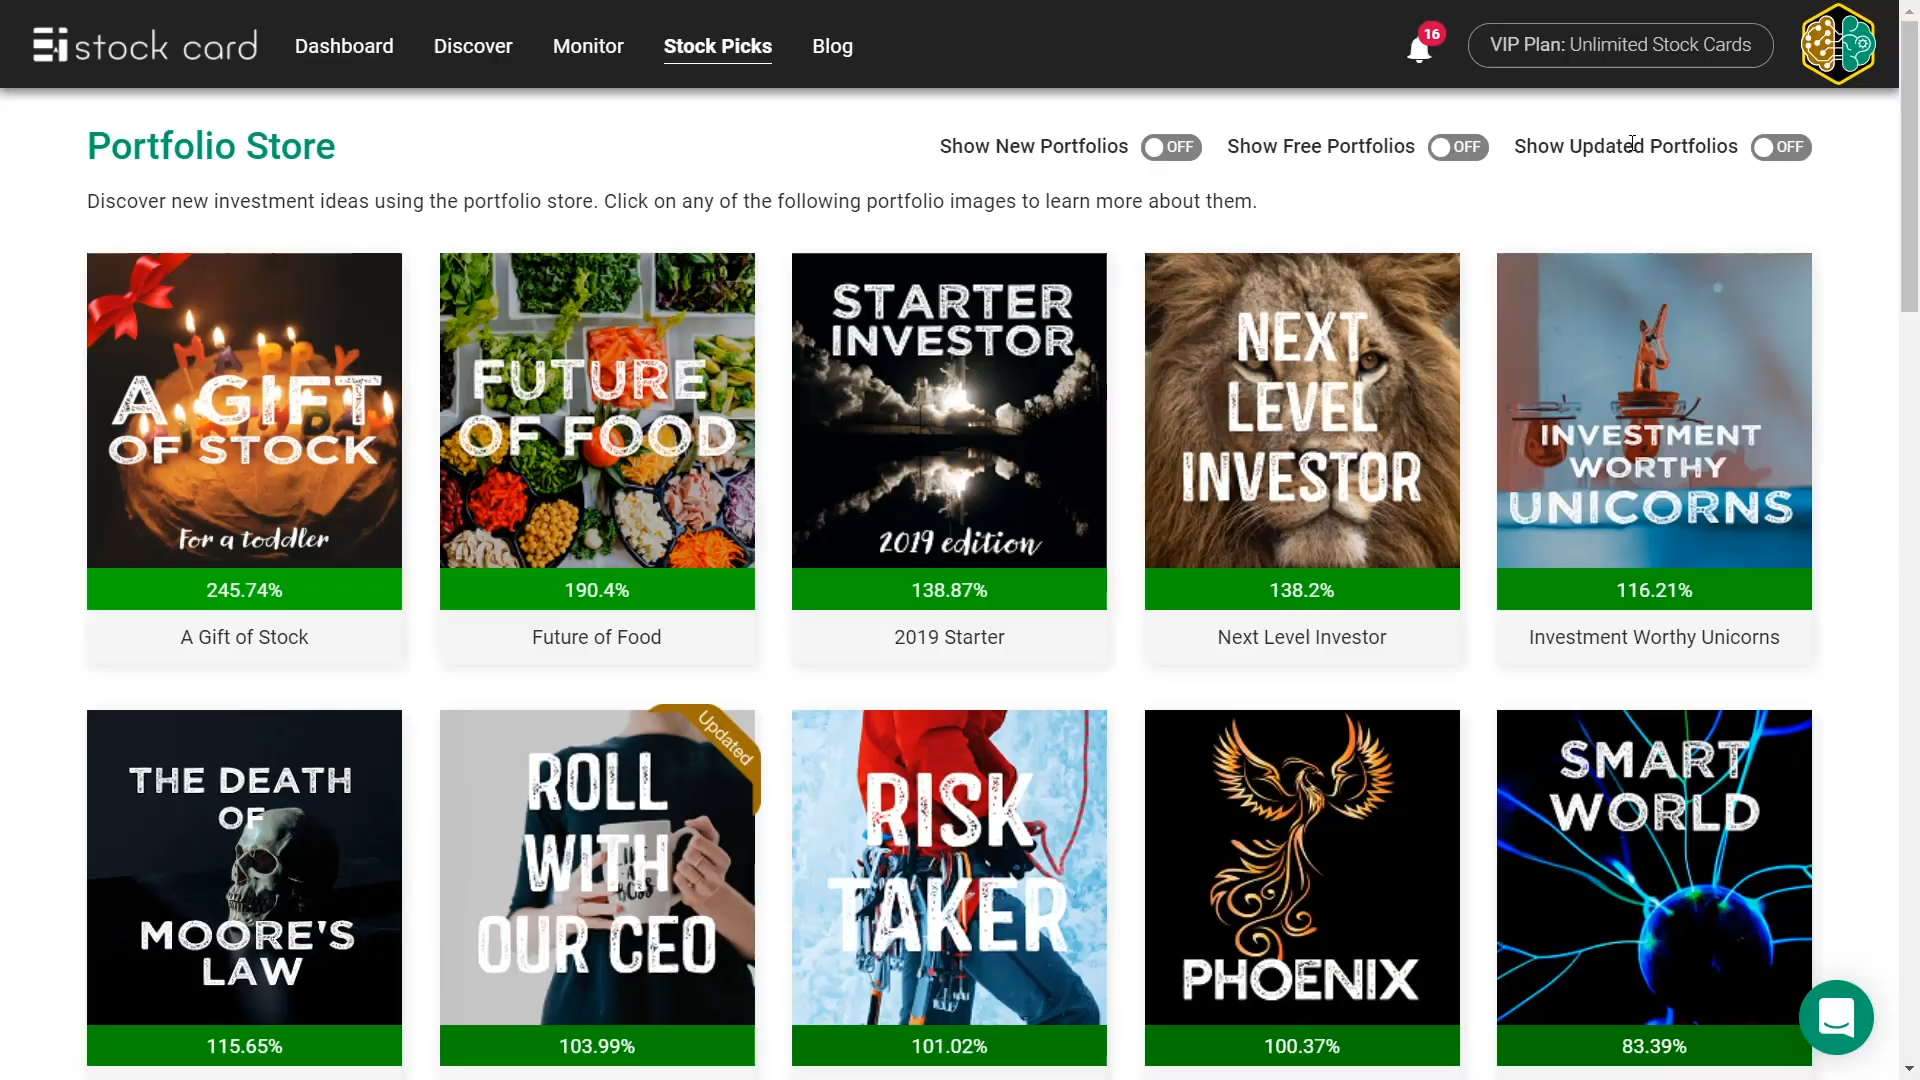 stock card
Dashboard
Discover
Monitor
Stock Picks
Blog
16
VIP Plan: Unlimited Stock Cards
Portfolio Store
Show New Portfolios OFF
Show Free Portfolios OFF
Show Updated Portfolios OFF
Discover new investment ideas using the portfolio store. Click on any of the following portfolio images to learn more about them.
A GIFT
OF STOCK
For a toddler
245.74%
A Gift of Stock
FUTURE
OF FOOD
190.4%
Future of Food
STARTER
INVESTOR
2019 edition
138.87%
2019 Starter
NEXT
LEVEL
INVESTOR
138.2%
Next Level Investor
INVESTMENT
WORTHY
UNICORNS
116.21%
Investment Worthy Unicorns
THE DEATH
OF
MOORE'S
LAW
115.65%
Updated
ROLL
WITH
OUR CEO
103.99%
RISK
TAKER
101.02%
PHOENIX
100.37%
SMART
WORLD
83.39%